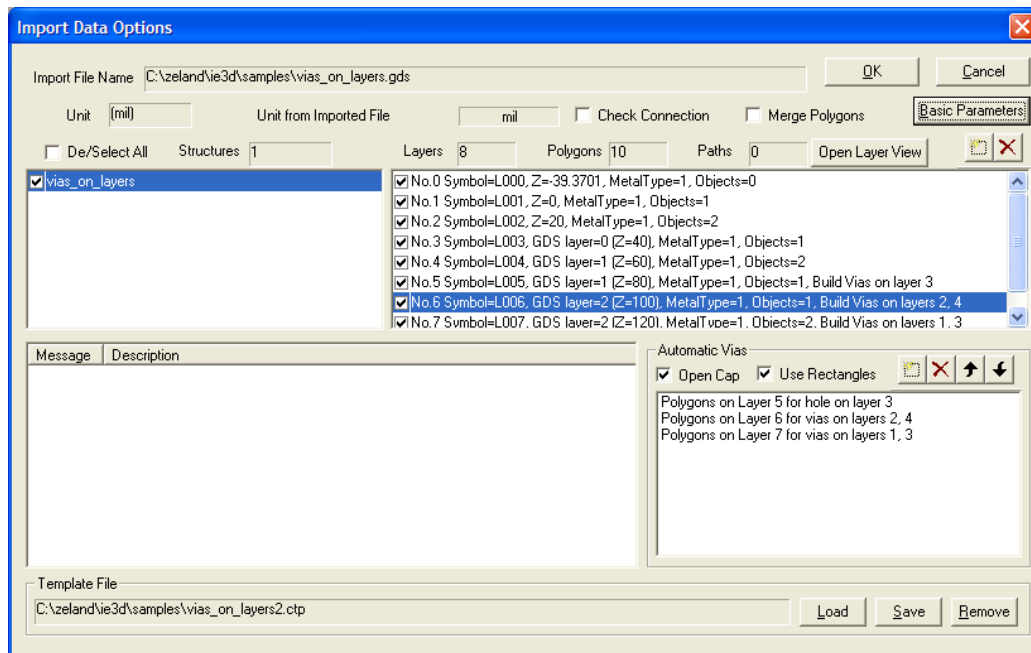 Import Data Options
Import File Name C:\zeland\ie3d\samples\vias_on_layers.gds OK Cancel
Unit (mil) Unit from Imported File mil Check Connection Merge Polygons Basic Parameters
De/Select All Structures 1 Layers 8 Polygons 10 Paths 0 Open Layer View
vias_on_layers
No.0 Symbol=L000, Z=-39.3701, MetalType=1, Objects=0
No.1 Symbol=L001, Z=0, MetalType=1, Objects=1
No.2 Symbol=L002, Z=20, MetalType=1, Objects=2
No.3 Symbol=L003, GDS layer=0 (Z=40), MetalType=1, Objects=1
No.4 Symbol=L004, GDS layer=1 (Z=60), MetalType=1, Objects=2
No.5 Symbol=L005, GDS layer=1 (Z=80), MetalType=1, Objects=1, Build Vias on layer 3
No.6 Symbol=L006, GDS layer=2 (Z=100), MetalType=1, Objects=1, Build Vias on layers 2, 4
No.7 Symbol=L007, GDS layer=2 (Z=120), MetalType=1, Objects=2, Build Vias on layers 1, 3
Message Description
Automatic Vias
Open Cap Use Rectangles
Polygons on Layer 5 for hole on layer 3
Polygons on Layer 6 for vias on layers 2, 4
Polygons on Layer 7 for vias on layers 1, 3
Template File
C:\zeland\ie3d\samples\vias_on_layers2.ctp Load Save Remove